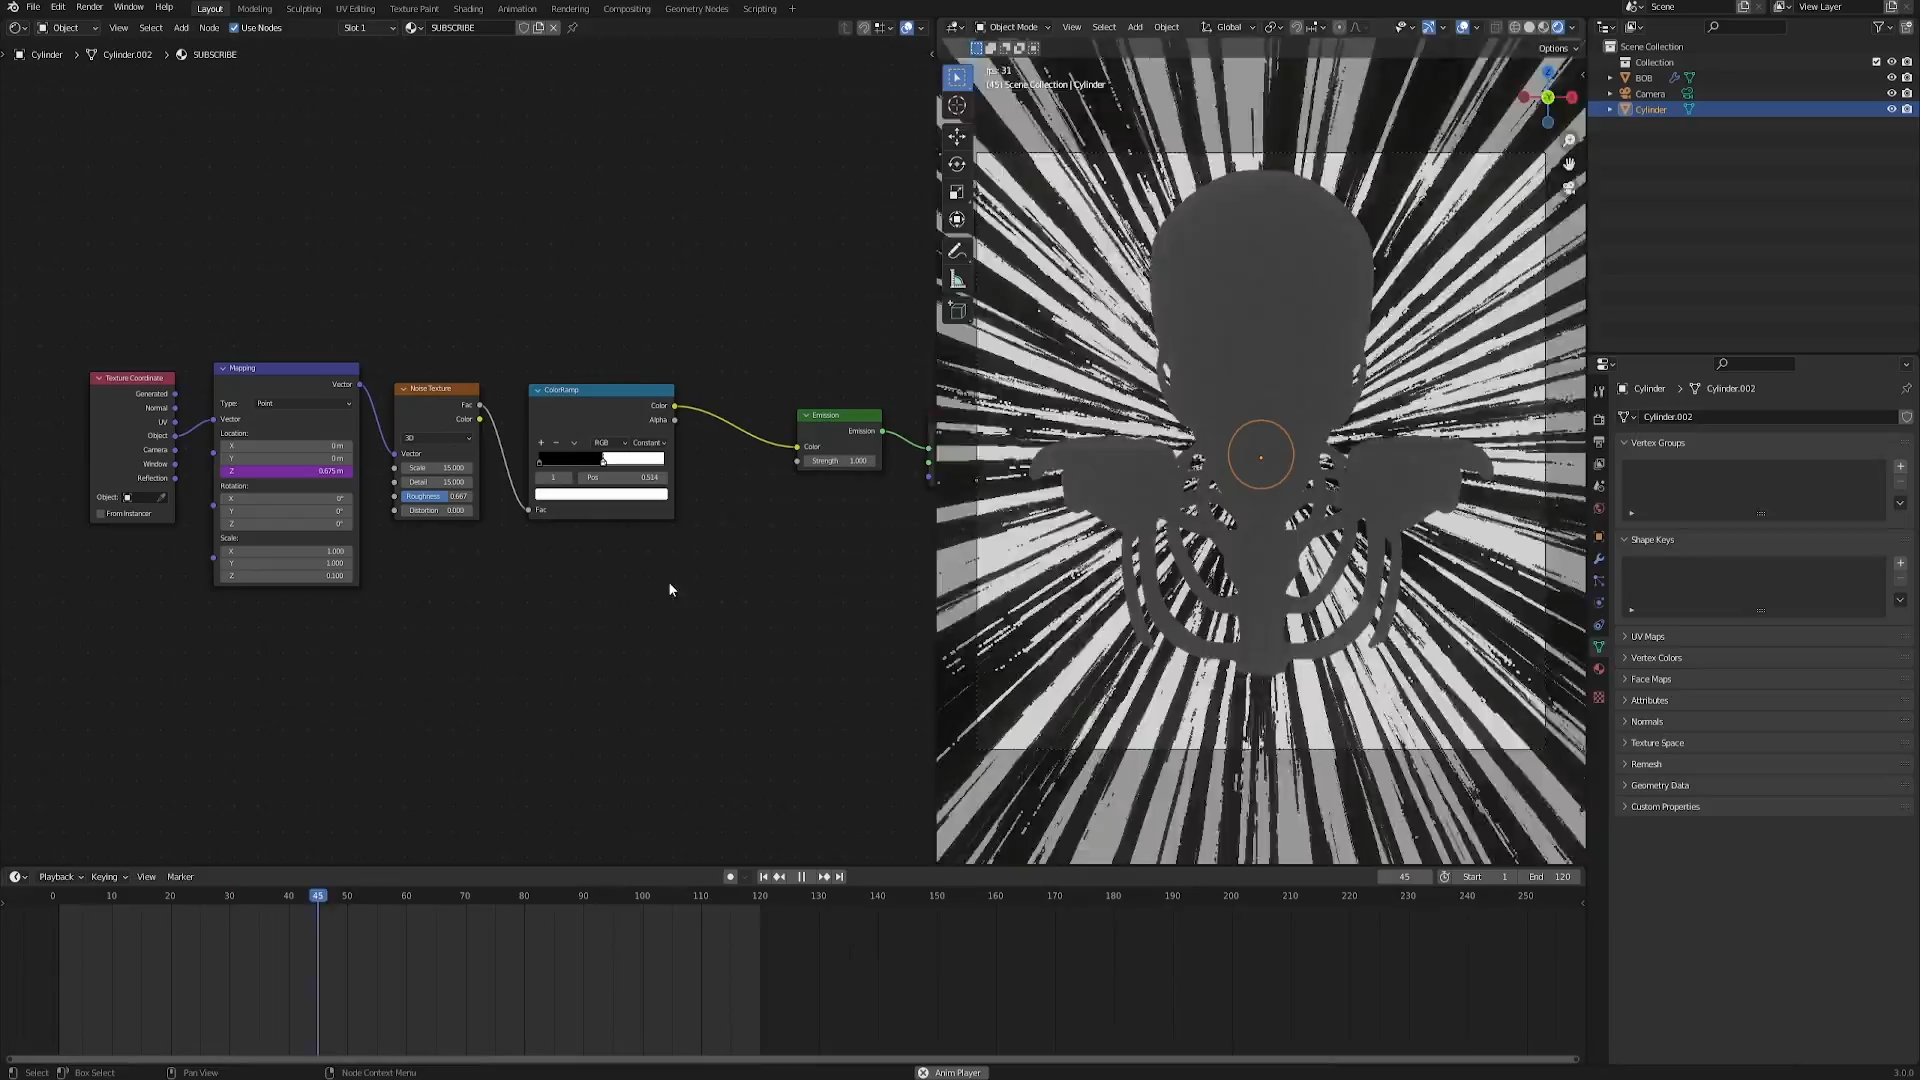 File Edit Render Window Help Layout Modeling Sculpting UV Editing Texture Paint Shading Animation Rendering Compositing Geometry Nodes Scripting + Scene View Layer
Object View Select Add Node Use Nodes Slot 1 SUBSCRIBE Object Mode View Select Add Object Global
Options
Cylinder > Cylinder.002 > SUBSCRIBE
fps: 31
(45) Scene Collection | Cylinder
Scene Collection
Collection
BOB
Camera
Cylinder
Texture Coordinate
Generated
Normal
UV
Object
Camera
Window
Reflection
Object:
From Instancer
Mapping
Vector
Type: Point
Vector
Location:
X 0 m
Y 0 m
Z 0.675 m
Rotation:
X 0°
Y 0°
Z 0°
Scale:
X 1.000
Y 1.000
Z 0.100
Noise Texture
Fac
Color
3D
Vector
Scale 15.000
Detail 15.000
Roughness 0.667
Distortion 0.000
ColorRamp
Color
Alpha
+ − RGB Constant
1 Pos 0.514
Fac
Emission
Emission
Color
Strength 1.000
Cylinder > Cylinder.002
Cylinder.002
Vertex Groups
Shape Keys
UV Maps
Vertex Colors
Face Maps
Attributes
Normals
Texture Space
Remesh
Geometry Data
Custom Properties
Playback Keying View Marker 45 Start 1 End 120
0 10 20 30 40 45 50 60 70 80 90 100 110 120 130 140 150 160 170 180 190 200 210 220 230 240 250
Select Box Select Pan View Node Context Menu Anim Player 3.0.0